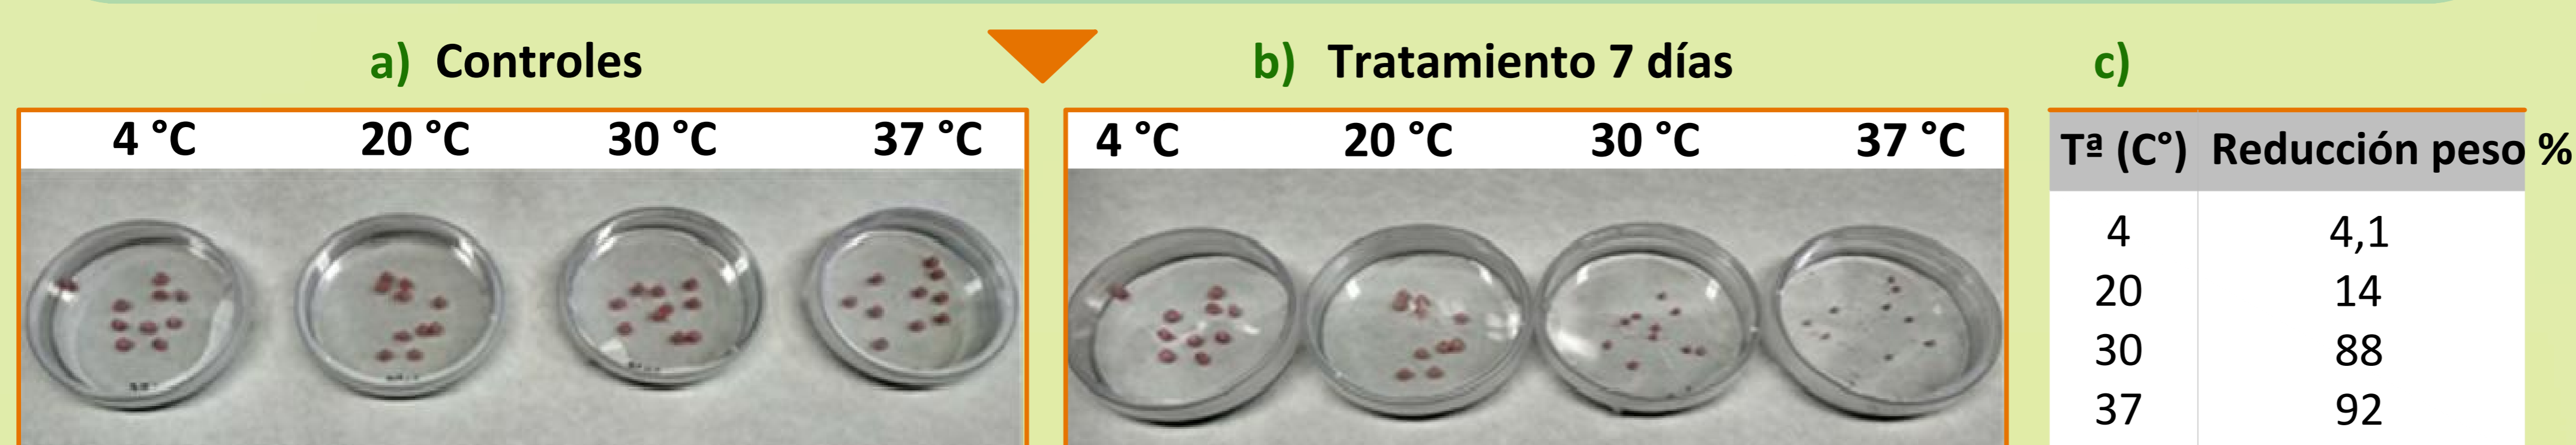 a) Controles
4 °C 20 °C 30 °C 37 °C
b) Tratamiento 7 días
4 °C 20 °C 30 °C 37 °C
c)
Tª (C°) Reducción peso %
4 4,1
20 14
30 88
37 92